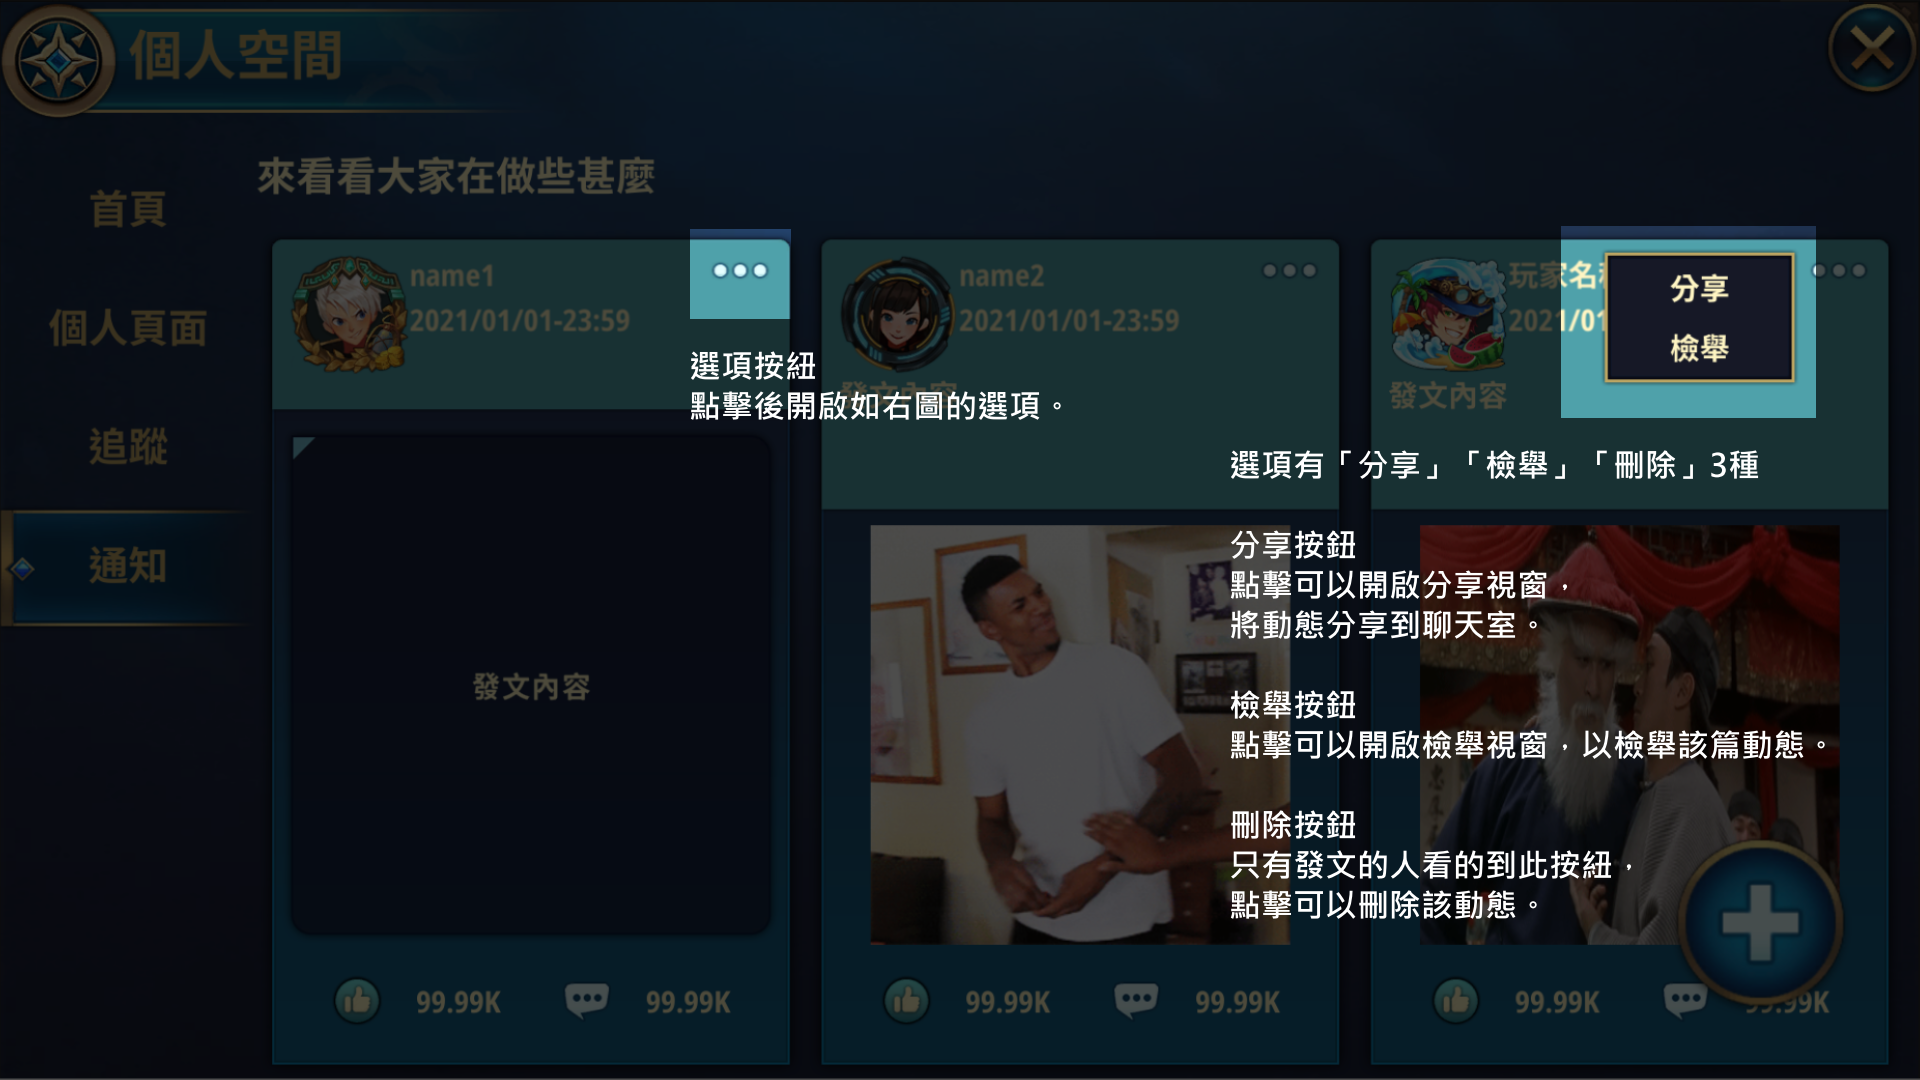 個人空間
來看看大家在做些甚麼
首頁
個人頁面
追蹤
通知
name1
2021/01/01-23:59
發文內容
99.99K
99.99K
選項按紐
點擊後開啟如右圖的選項。
name2
2021/01/01-23:59
發文內容
99.99K
99.99K
玩家名稱
2021/01
分享
檢舉
發文內容
選項有「分享」「檢舉」「刪除」3種
分享按鈕
點擊可以開啟分享視窗，
將動態分享到聊天室。
檢舉按鈕
點擊可以開啟檢舉視窗，以檢舉該篇動態。
刪除按鈕
只有發文的人看的到此按紐，
點擊可以刪除該動態。
99.99K
99.99K